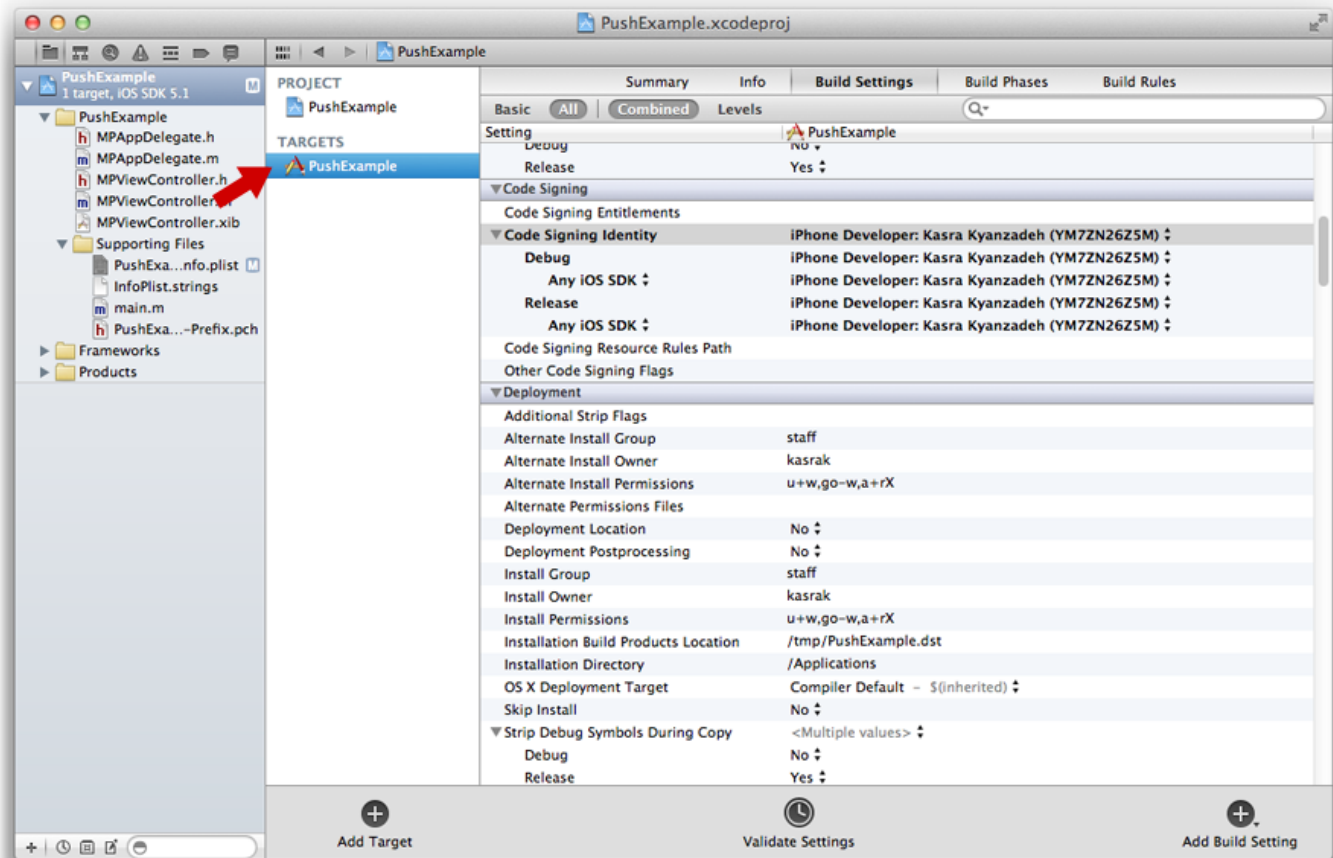 PushExample.xcodeproj
PushExample
PushExample
1 target, iOS SDK 5.1
M
PushExample
h MPAppDelegate.h
m MPAppDelegate.m
h MPViewController.h
m MPViewController.
MPViewController.xib
Supporting Files
PushExa...nfo.plist M
InfoPlist.strings
m main.m
h PushExa...-Prefix.pch
Frameworks
Products
PROJECT
PushExample
TARGETS
PushExample
Summary Info Build Settings Build Phases Build Rules
Basic All Combined Levels
Setting PushExample
Debug No
Release Yes
Code Signing
Code Signing Entitlements
Code Signing Identity iPhone Developer: Kasra Kyanzadeh (YM7ZN26Z5M)
Debug iPhone Developer: Kasra Kyanzadeh (YM7ZN26Z5M)
Any iOS SDK iPhone Developer: Kasra Kyanzadeh (YM7ZN26Z5M)
Release iPhone Developer: Kasra Kyanzadeh (YM7ZN26Z5M)
Any iOS SDK iPhone Developer: Kasra Kyanzadeh (YM7ZN26Z5M)
Code Signing Resource Rules Path
Other Code Signing Flags
Deployment
Additional Strip Flags
Alternate Install Group staff
Alternate Install Owner kasrak
Alternate Install Permissions u+w,go-w,a+rX
Alternate Permissions Files
Deployment Location No
Deployment Postprocessing No
Install Group staff
Install Owner kasrak
Install Permissions u+w,go-w,a+rX
Installation Build Products Location /tmp/PushExample.dst
Installation Directory /Applications
OS X Deployment Target Compiler Default - $(inherited)
Skip Install No
Strip Debug Symbols During Copy <Multiple values>
Debug No
Release Yes
Add Target Validate Settings Add Build Setting